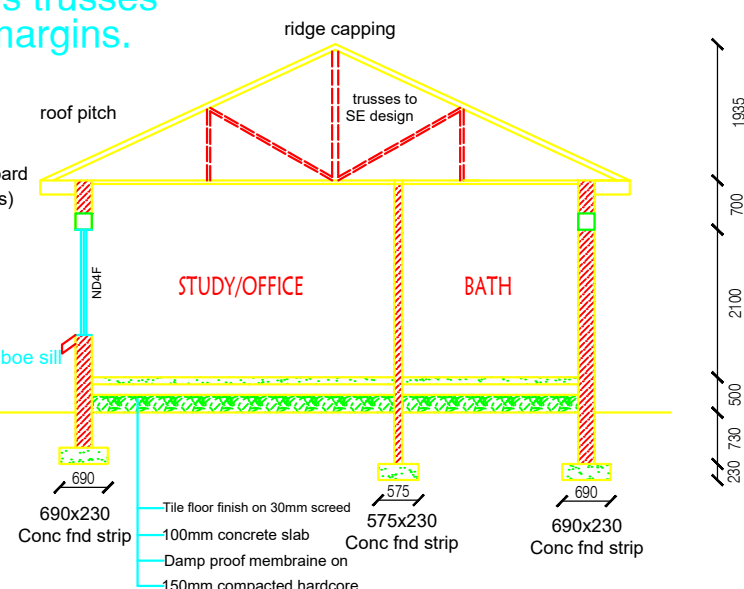 s trusses
margins.
ridge capping
roof pitch
trusses to
SE design
ard
s)
ND4F
STUDY/OFFICE
BATH
boe sill
1935
700
2100
500
730
230
690
575
690
690x230
Conc fnd strip
575x230
Conc fnd strip
690x230
Conc fnd strip
Tile floor finish on 30mm screed
100mm concrete slab
Damp proof membraine on
150mm compacted hardcore